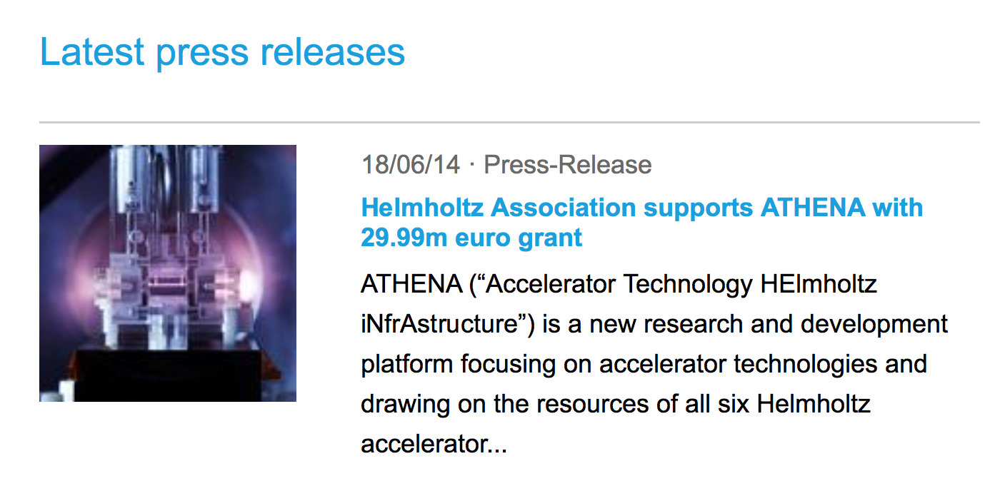 Latest press releases
18/06/14 · Press-Release
Helmholtz Association supports ATHENA with
29.99m euro grant
ATHENA (“Accelerator Technology HElmholtz
iNfrAstructure”) is a new research and development
platform focusing on accelerator technologies and
drawing on the resources of all six Helmholtz
accelerator...